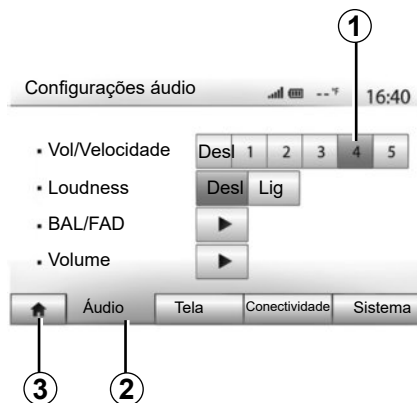 1
Configurações áudio --°F 16:40
Vol/Velocidade Desl 1 2 3 4 5
Loudness Desl Lig
BAL/FAD
Volume
Áudio Tela Conectividade Sistema
3 2